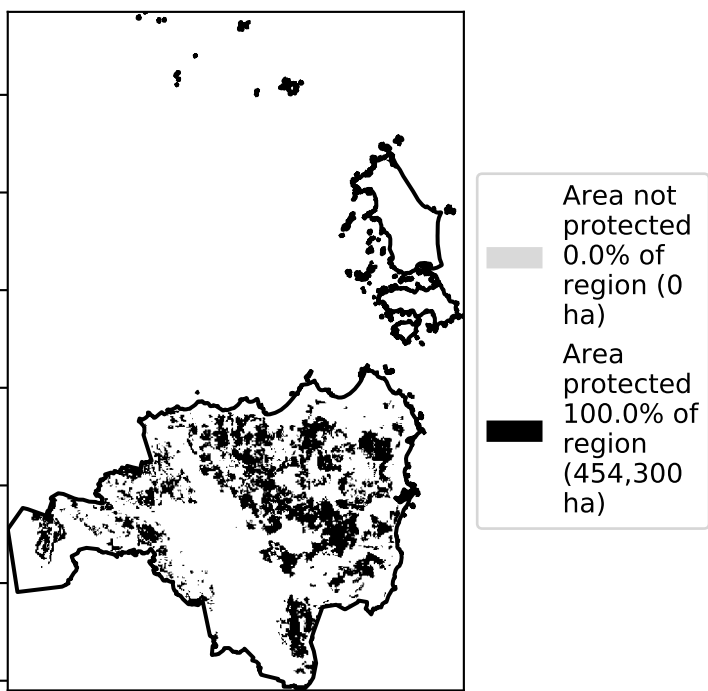 Area not
protected
0.0% of
region (0
ha)
Area
protected
100.0% of
region
(454,300
ha)